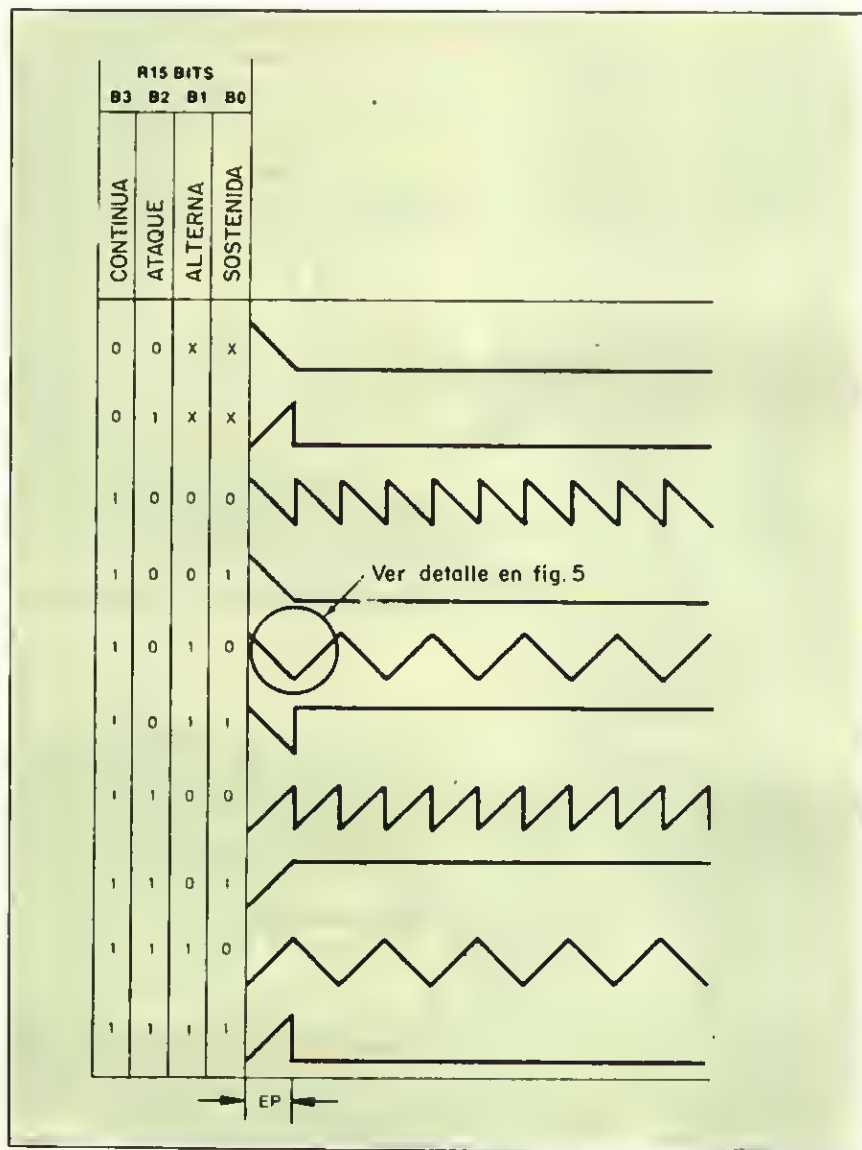 R15 BITS
B3 B2 B1 B0
CONTINUA
ATAQUE
ALTERNA
SOSTENIDA
0 0 X X
0 1 X X
1 0 0 0
1 0 0 1
Ver detalle en fig. 5
1 0 1 0
1 0 1 1
1 1 0 0
1 1 0 1
1 1 1 0
1 1 1 1
EP